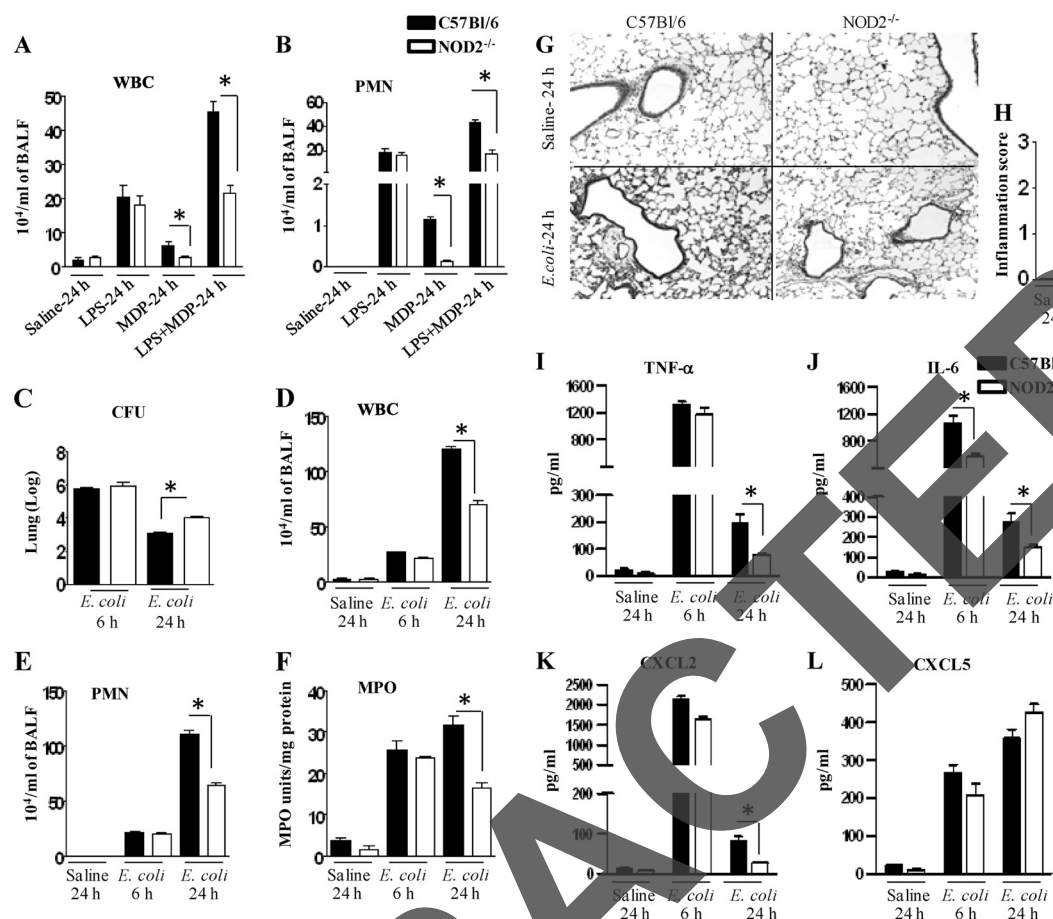 C57Bl/6
NOD2-/-
A
WBC
10⁴/ml of BALF
50
40
30
20
10
0
Saline-24 h
LPS-24 h
MDP-24 h
LPS+MDP-24 h
*
*
B
PMN
10⁴/ml of BALF
60
40
20
2
1
0
Saline-24 h
LPS-24 h
MDP-24 h
LPS+MDP-24 h
*
*
G
C57Bl/6
NOD2-/-
Saline- 24 h
E.coli-24 h
H
Inflammation score
3
2
1
0
C
CFU
Lung (Log)
8
6
4
2
0
*
E. coli
6 h
E. coli
24 h
D
WBC
10⁴/ml of BALF
150
100
50
0
*
Saline
24 h
E. coli
6 h
E. coli
24 h
I
TNF-α
pg/ml
1600
1200
800
400
300
200
100
0
*
Saline
24 h
E. coli
6 h
E. coli
24 h
J
IL-6
pg/ml
1600
1200
800
400
300
200
100
0
*
*
Saline
24 h
E. coli
6 h
E. coli
24 h
E
PMN
10⁴/ml of BALF
150
100
50
0
*
Saline
24 h
E. coli
6 h
E. coli
24 h
F
MPO
MPO units/mg protein
40
30
20
10
0
*
Saline
24 h
E. coli
6 h
E. coli
24 h
K
CXCL2
pg/ml
2500
2000
1500
1000
500
200
100
0
*
Saline
24 h
E. coli
6 h
E. coli
24 h
L
CXCL5
pg/ml
500
400
300
200
100
0
Saline
24 h
E. coli
6 h
E. coli
24 h
ACTE